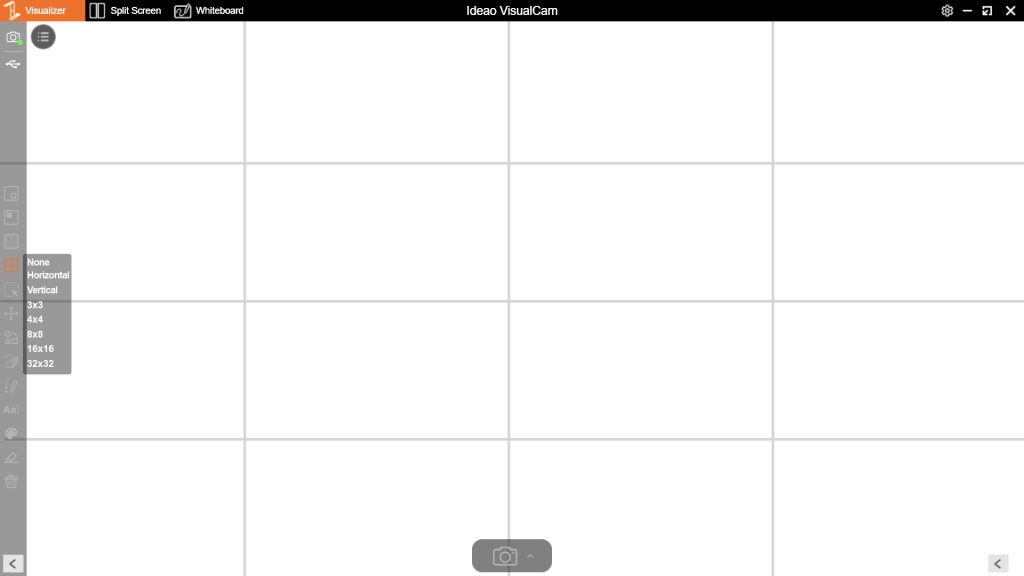 Visualizer Split Screen Whiteboard Ideao VisualCam
None
Horizontal
Vertical
3x3
4x4
8x8
16x16
32x32
Aa